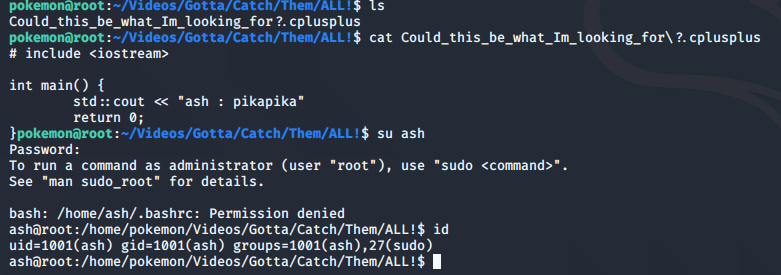 pokemon@root:~/Videos/Gotta/Catch/Them/ALL!$ ls
Could_this_be_what_Im_looking_for?.cplusplus
pokemon@root:~/Videos/Gotta/Catch/Them/ALL!$ cat Could_this_be_what_Im_looking_for\?.cplusplus
# include <iostream>

int main() {
        std::cout << "ash : pikapika"
        return 0;
}pokemon@root:~/Videos/Gotta/Catch/Them/ALL!$ su ash
Password:
To run a command as administrator (user "root"), use "sudo <command>".
See "man sudo_root" for details.

bash: /home/ash/.bashrc: Permission denied
ash@root:/home/pokemon/Videos/Gotta/Catch/Them/ALL!$ id
uid=1001(ash) gid=1001(ash) groups=1001(ash),27(sudo)
ash@root:/home/pokemon/Videos/Gotta/Catch/Them/ALL!$